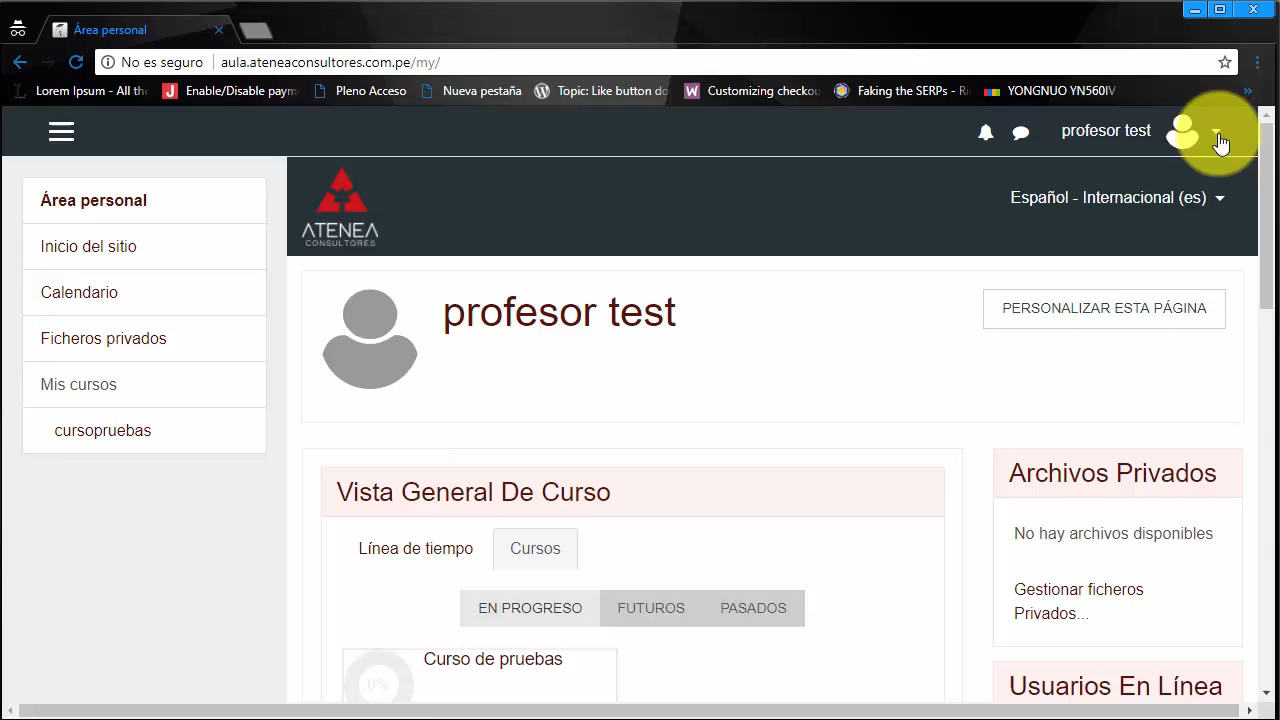 Área personal
No es seguro
aula.ateneaconsultores.com.pe/my/
Lorem Ipsum - All the
Enable/Disable paym
Pleno Acceso
Nueva pestaña
Topic: Like button do
Customizing checkou
Faking the SERPs - Ri
YONGNUO YN560IV
profesor test
Área personal
Inicio del sitio
Calendario
Ficheros privados
Mis cursos
cursopruebas
ATENEA
CONSULTORES
Español - Internacional (es)
profesor test
PERSONALIZAR ESTA PÁGINA
Vista General De Curso
Línea de tiempo
Cursos
EN PROGRESO
FUTUROS
PASADOS
0%
Curso de pruebas
Archivos Privados
No hay archivos disponibles
Gestionar ficheros
Privados...
Usuarios En Línea